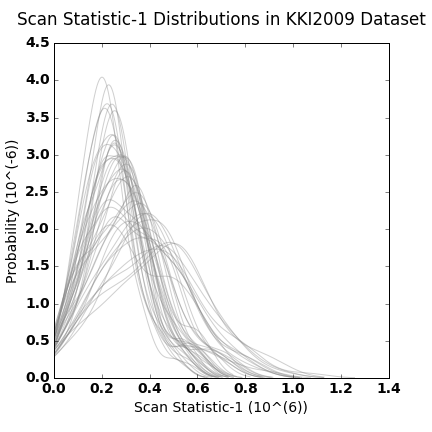 Scan Statistic-1 Distributions in KKI2009 Dataset
4.5
4.0
3.5
3.0
2.5
2.0
1.5
1.0
0.5
0.0
Probability (10^(-6))
0.0 0.2 0.4 0.6 0.8 1.0 1.2 1.4
Scan Statistic-1 (10^(6))